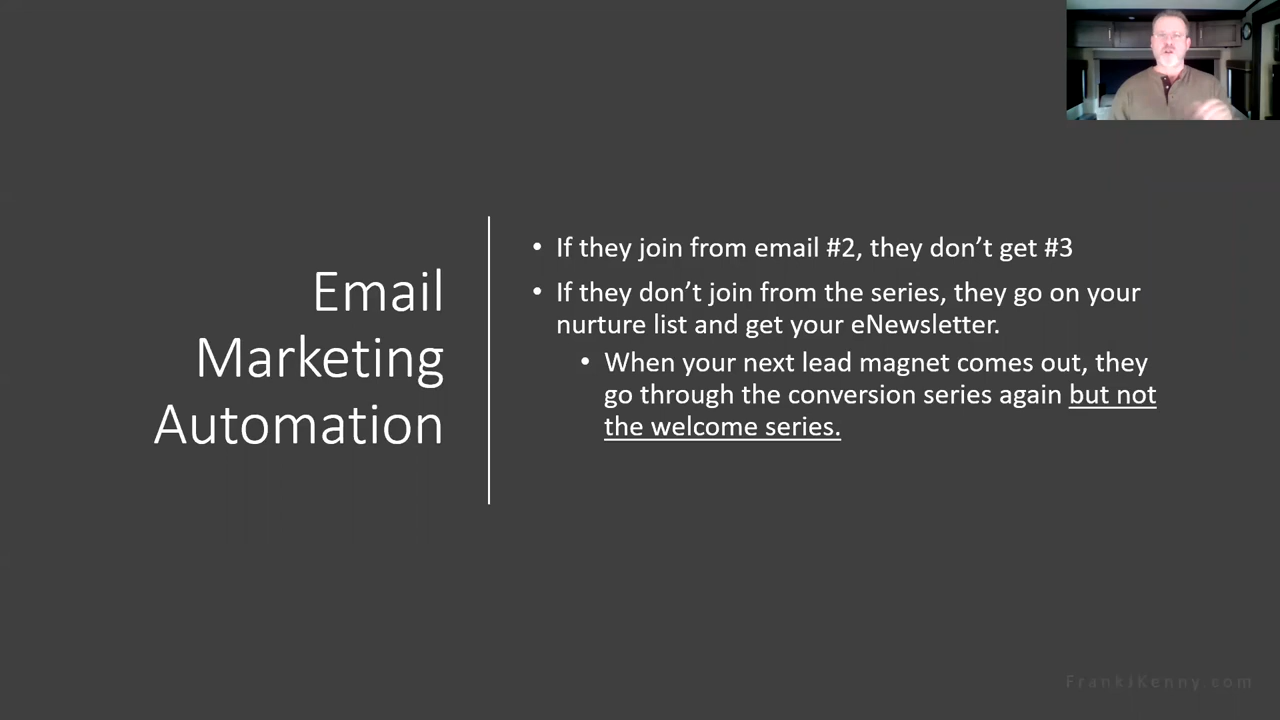 Email
Marketing
Automation
• If they join from email #2, they don’t get #3
• If they don’t join from the series, they go on your
nurture list and get your eNewsletter.
• When your next lead magnet comes out, they
go through the conversion series again but not
the welcome series.
FrankJKenny.com